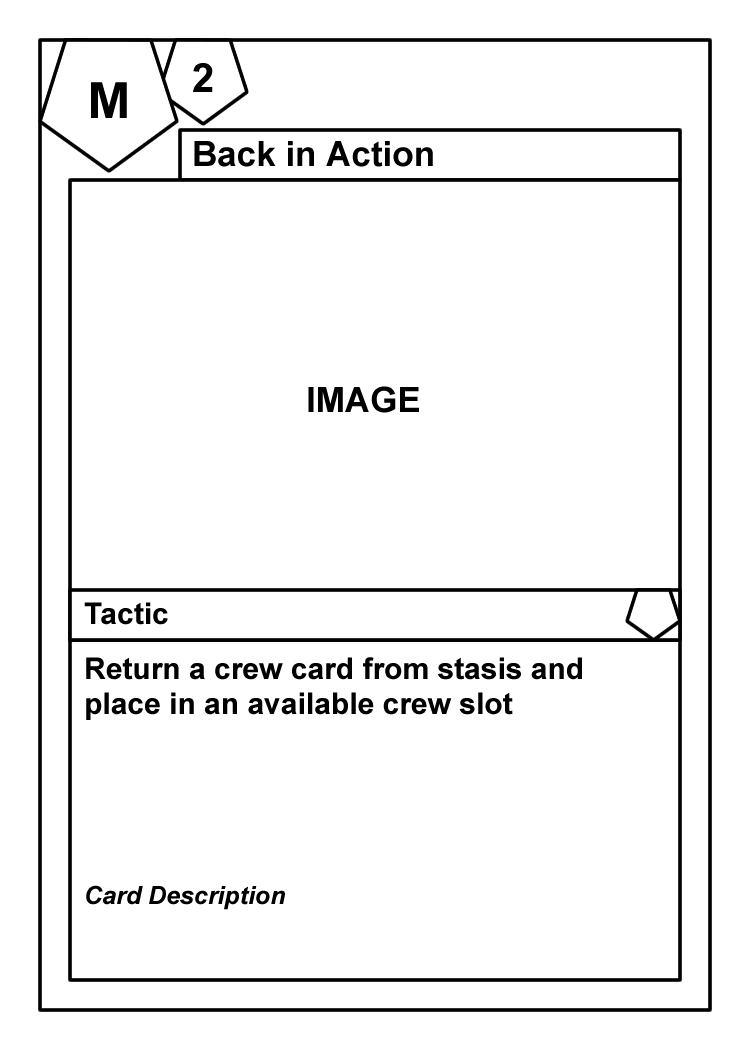 M
2
Back in Action
IMAGE
Tactic
Return a crew card from stasis and
place in an available crew slot
Card Description